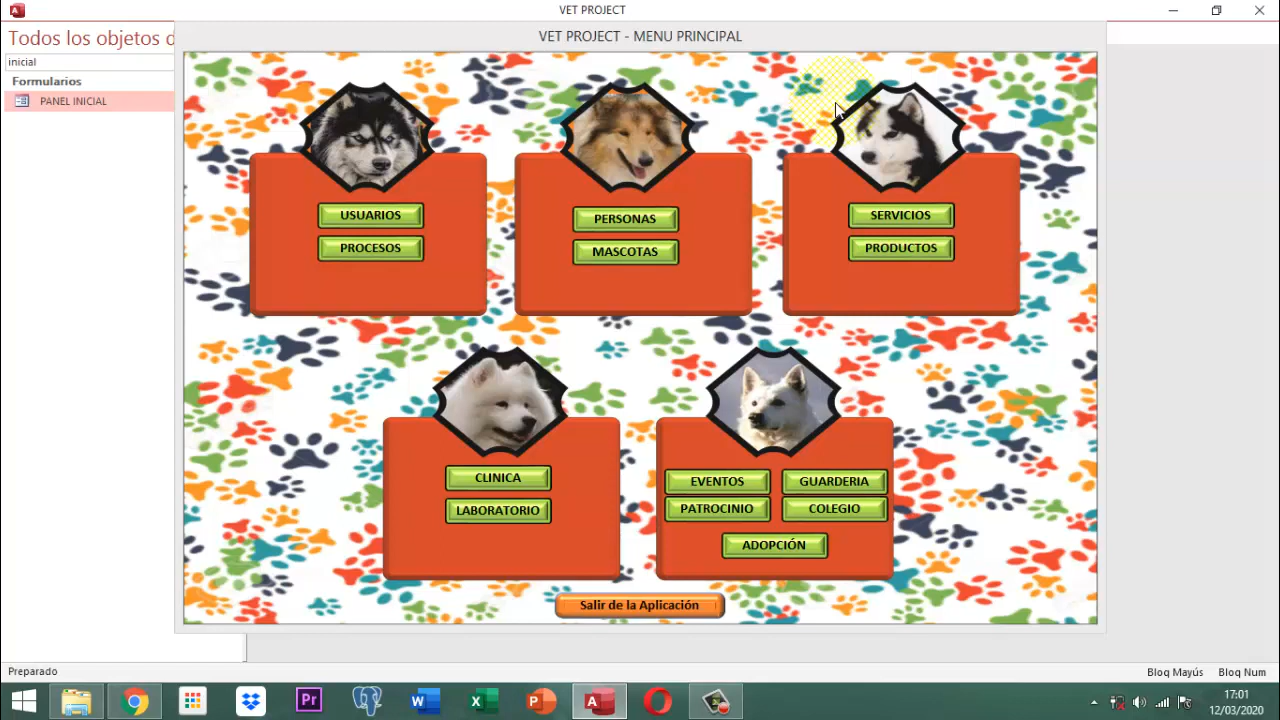 VET PROJECT
Todos los objetos d
inicial
Formularios
PANEL INICIAL
VET PROJECT - MENU PRINCIPAL
USUARIOS
PROCESOS
PERSONAS
MASCOTAS
SERVICIOS
PRODUCTOS
CLINICA
LABORATORIO
EVENTOS
GUARDERIA
PATROCINIO
COLEGIO
ADOPCIÓN
Salir de la Aplicación
Preparado
Bloq Mayús
Bloq Num
17:01
12/03/2020